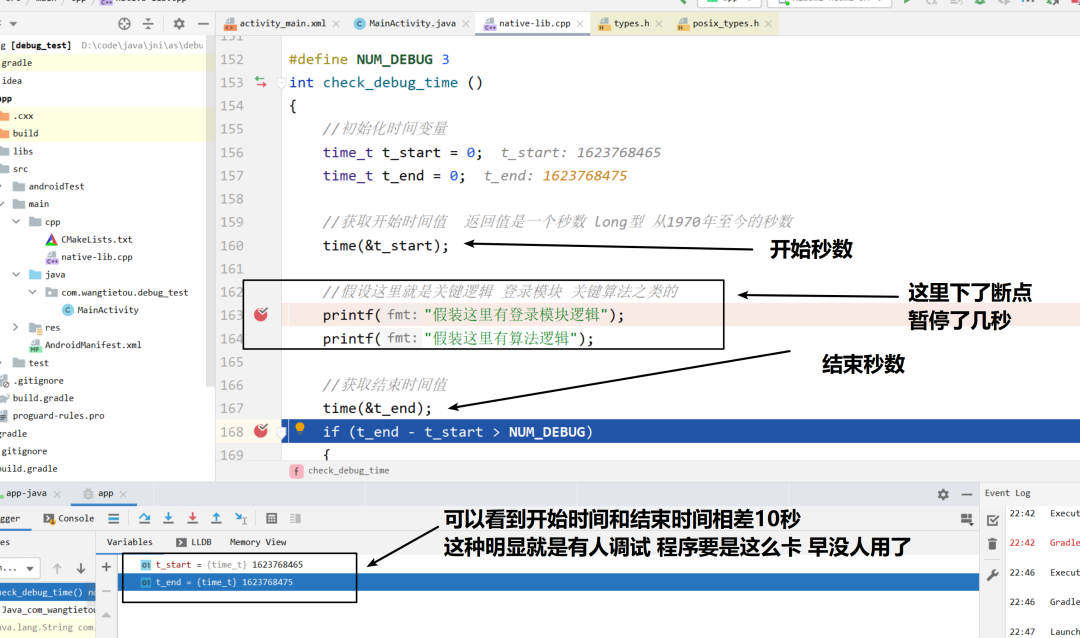 activity_main.xml
MainActivity.java
native-lib.cpp
types.h
posix_types.h
[debug_test] D:\code\java\jni\as\debu
gradle
idea
.cxx
build
libs
src
androidTest
main
cpp
CMakeLists.txt
native-lib.cpp
java
com.wangtietou.debug_test
MainActivity
res
AndroidManifest.xml
test
.gitignore
build.gradle
proguard-rules.pro
gradle
gitignore
build.gradle
151
152 #define NUM_DEBUG 3
153 int check_debug_time ()
154 {
155 //初始化时间变量
156 time_t t_start = 0; t_start: 1623768465
157 time_t t_end = 0; t_end: 1623768475
158
159 //获取开始时间值 返回值是一个秒数 long型 从1970年至今的秒数
160 time(&t_start);
161
162 //假设这里就是关键逻辑 登录模块 关键算法之类的
163 printf( fmt: "假装这里有登录模块逻辑");
164 printf( fmt: "假装这里有算法逻辑");
165
166 //获取结束时间值
167 time(&t_end);
168 if (t_end - t_start > NUM_DEBUG)
169 {
开始秒数
这里下了断点
暂停了几秒
结束秒数
check_debug_time
app-java
app
Console
Variables
LLDB
Memory View
t_start = {time_t} 1623768465
t_end = {time_t} 1623768475
可以看到开始时间和结束时间相差10秒
这种明显就是有人调试 程序要是这么卡 早没人用了
heck_debug_time()
Java_com_wangtietou
ava.lang.String com.
Event Log
22:42 Execut
22:42 Gradle
22:46 Execut
22:46 Gradle
22:47 Launch